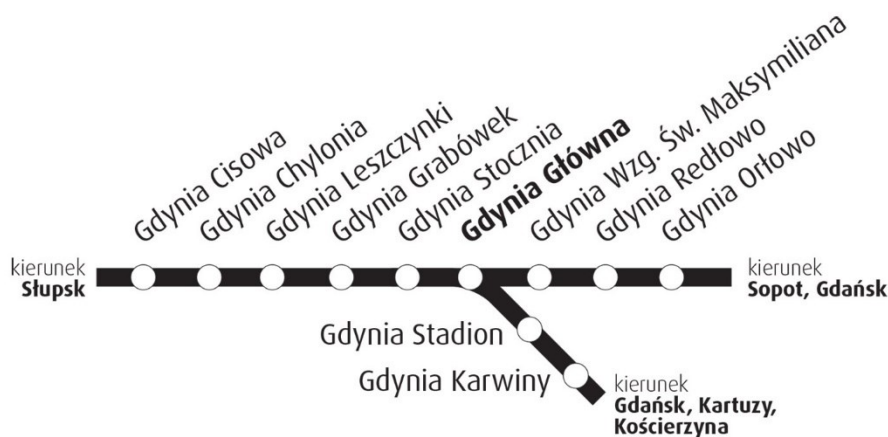 Gdynia Cisowa
Gdynia Chylonia
Gdynia Leszczynki
Gdynia Grabówek
Gdynia Stocznia
Gdynia Główna
Gdynia Wzg. Św. Maksymiliana
Gdynia Redłowo
Gdynia Orłowo
kierunek
Słupsk
kierunek
Sopot, Gdańsk
Gdynia Stadion
Gdynia Karwiny
kierunek
Gdańsk, Kartuzy,
Kościerzyna